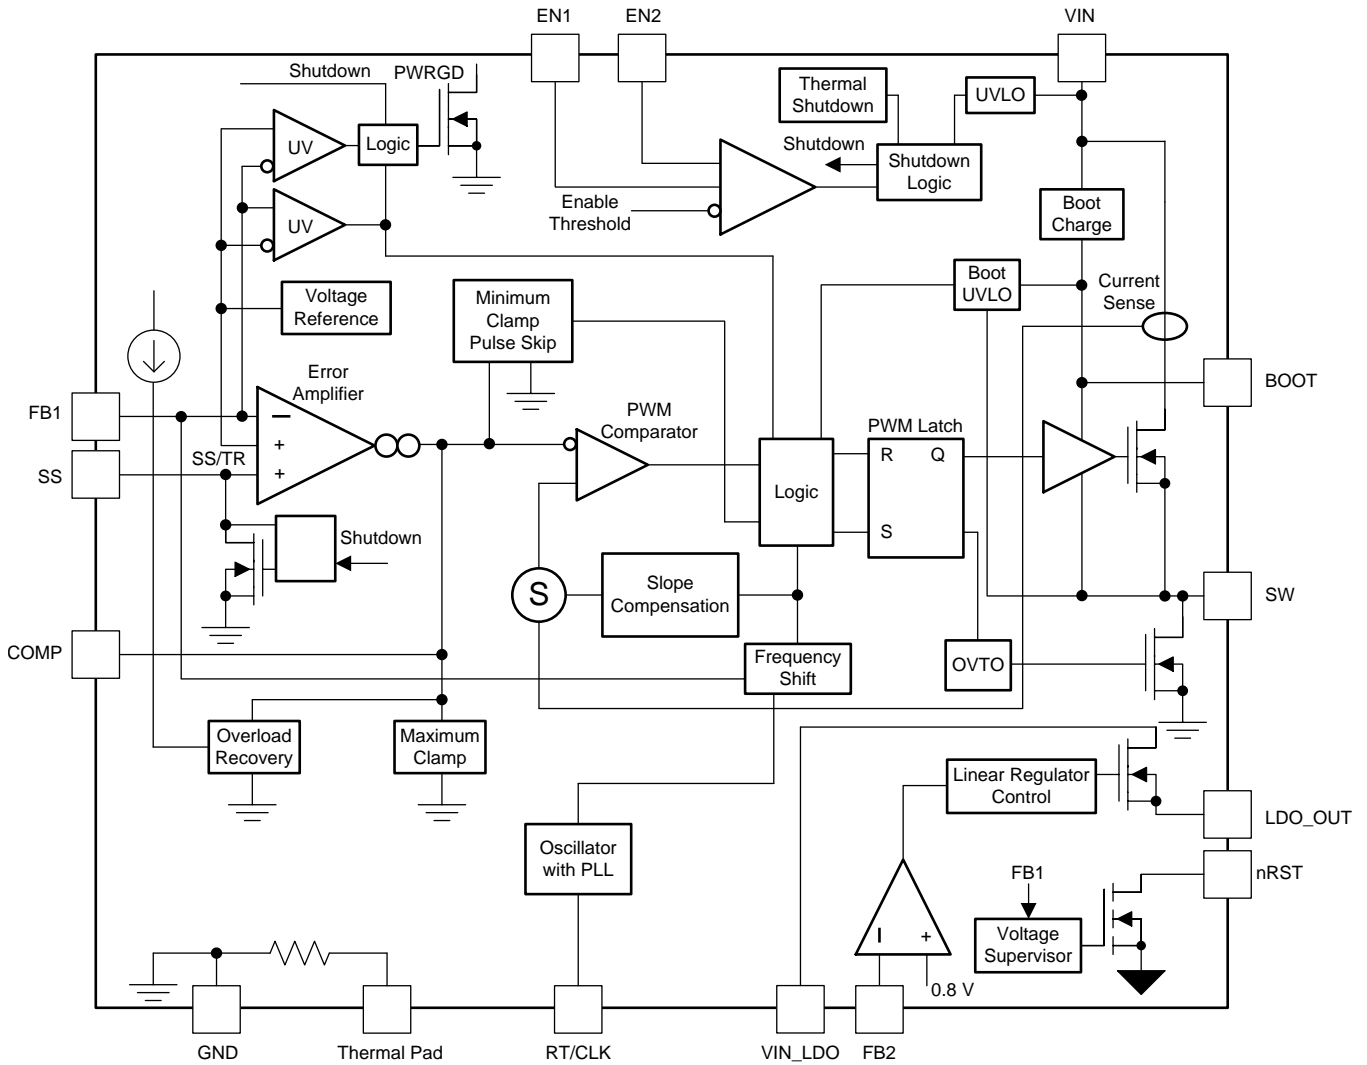 EN1
EN2
VIN
Shutdown
PWRGD
Thermal
Shutdown
UVLO
UV
Logic
Shutdown
Shutdown
Logic
Enable
Threshold
Boot
Charge
UV
Voltage
Reference
Minimum
Clamp
Pulse Skip
Boot
UVLO
Current
Sense
Error
Amplifier
BOOT
FB1
−
+
+
SS/TR
SS
PWM
Comparator
PWM Latch
R
Q
S
Logic
Shutdown
S
Slope
Compensation
SW
COMP
Frequency
Shift
OVTO
Overload
Recovery
Maximum
Clamp
Linear Regulator
Control
LDO_OUT
Oscillator
with PLL
FB1
nRST
−
+
Voltage
Supervisor
0.8 V
GND
Thermal Pad
RT/CLK
VIN_LDO
FB2